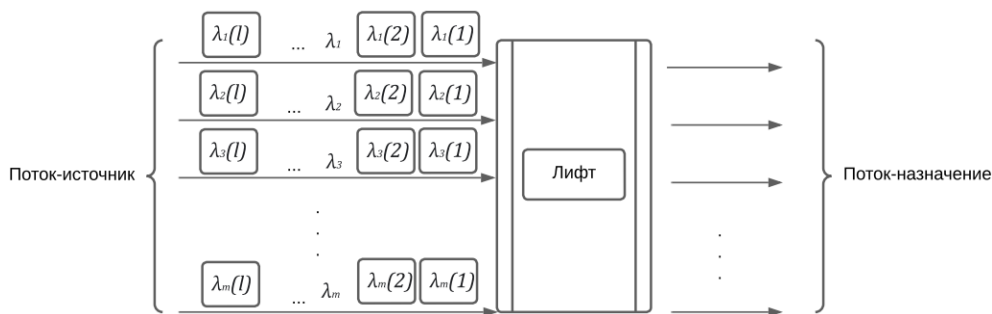 λ₁(l) ... λ₁ λ₁(2) λ₁(1)
λ₂(l) ... λ₂ λ₂(2) λ₂(1)
λ₃(l) ... λ₃ λ₃(2) λ₃(1)
Поток-источник
Лифт
Поток-назначение
λₘ(l) ... λₘ λₘ(2) λₘ(1)